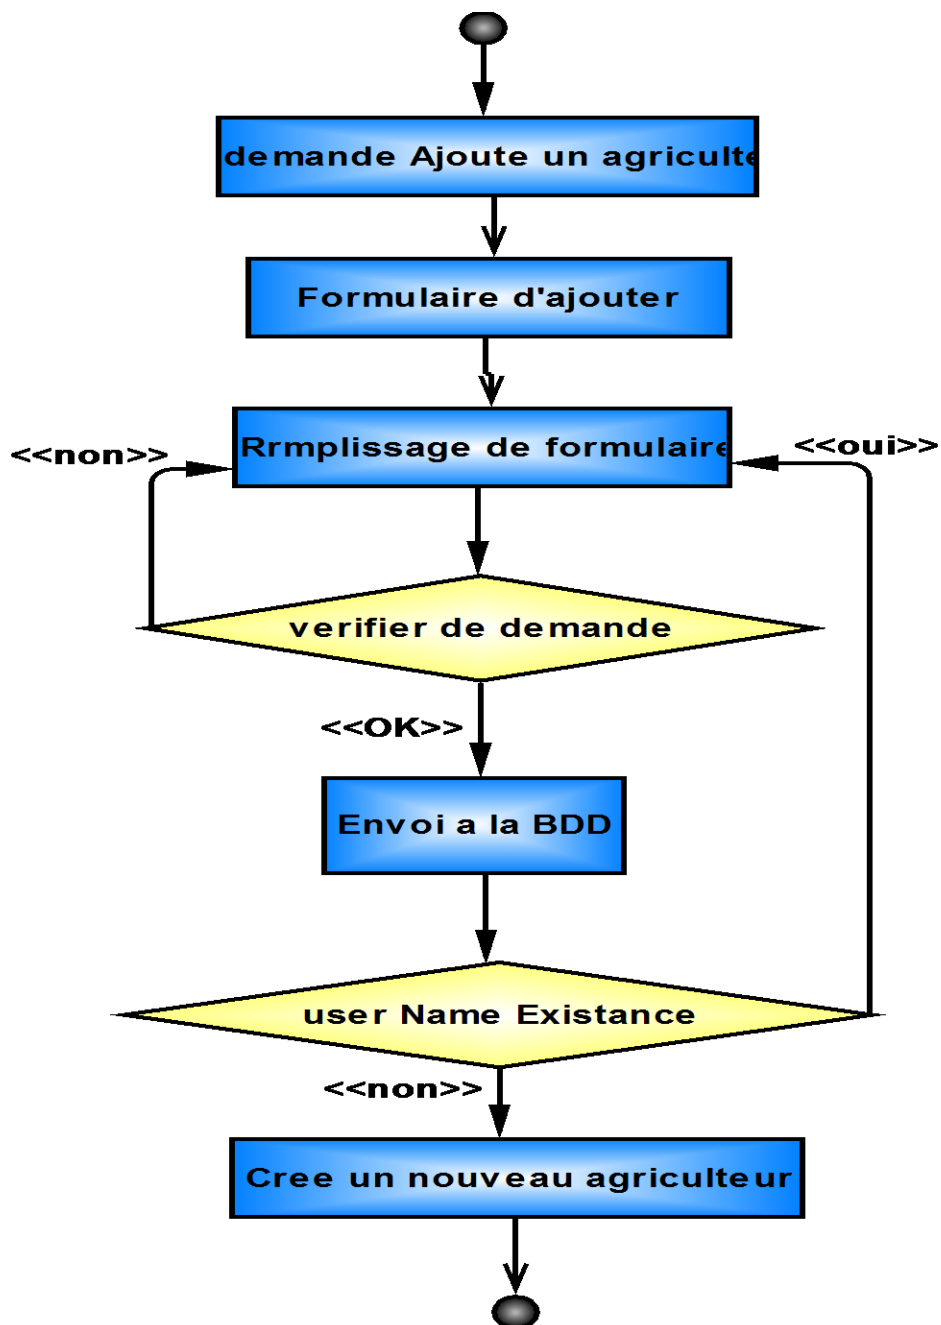 demande Ajoute un agriculte
Formulaire d'ajouter
Rrmplissage de formulaire
<<non>>
<<oui>>
verifier de demande
<<OK>>
Envoi a la BDD
user Name Existance
<<non>>
Cree un nouveau agriculteur